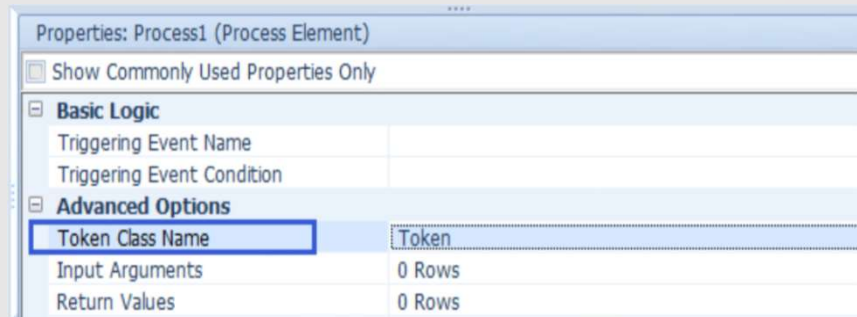 Properties: Process1 (Process Element)
Show Commonly Used Properties Only
Basic Logic
Triggering Event Name
Triggering Event Condition
Advanced Options
Token Class Name Token
Input Arguments 0 Rows
Return Values 0 Rows